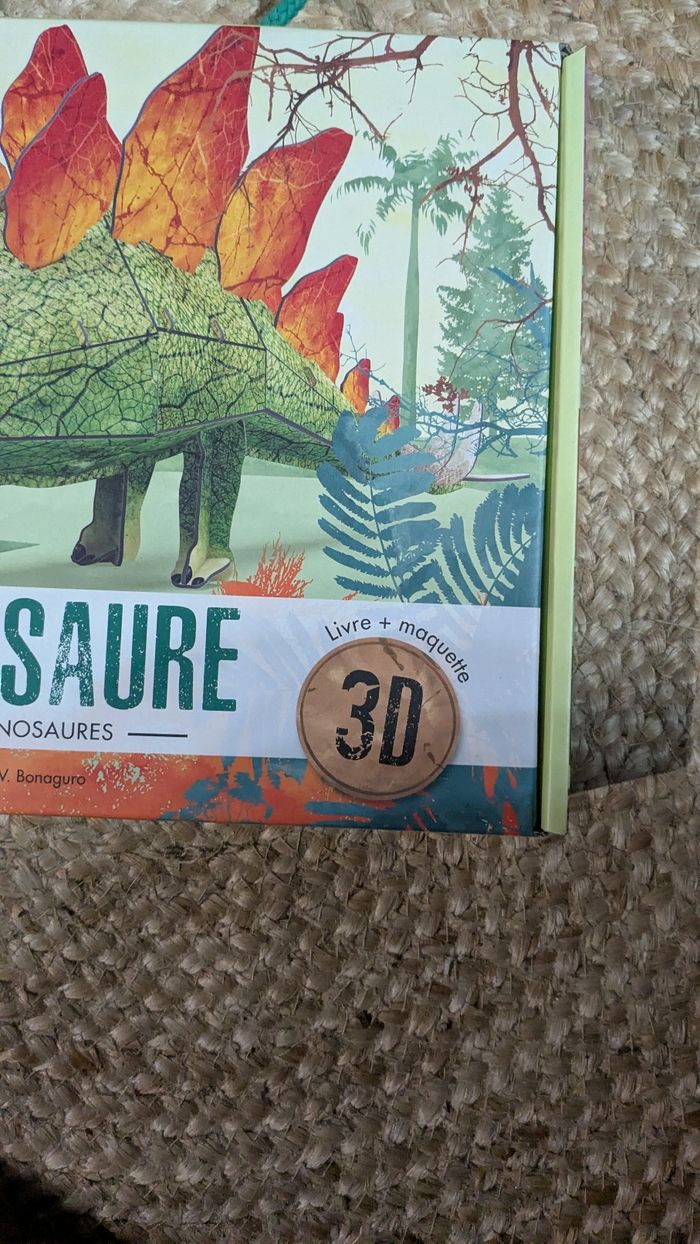 SAURE
NOSAURES
V. Bonaguro
Livre + maquette
3D